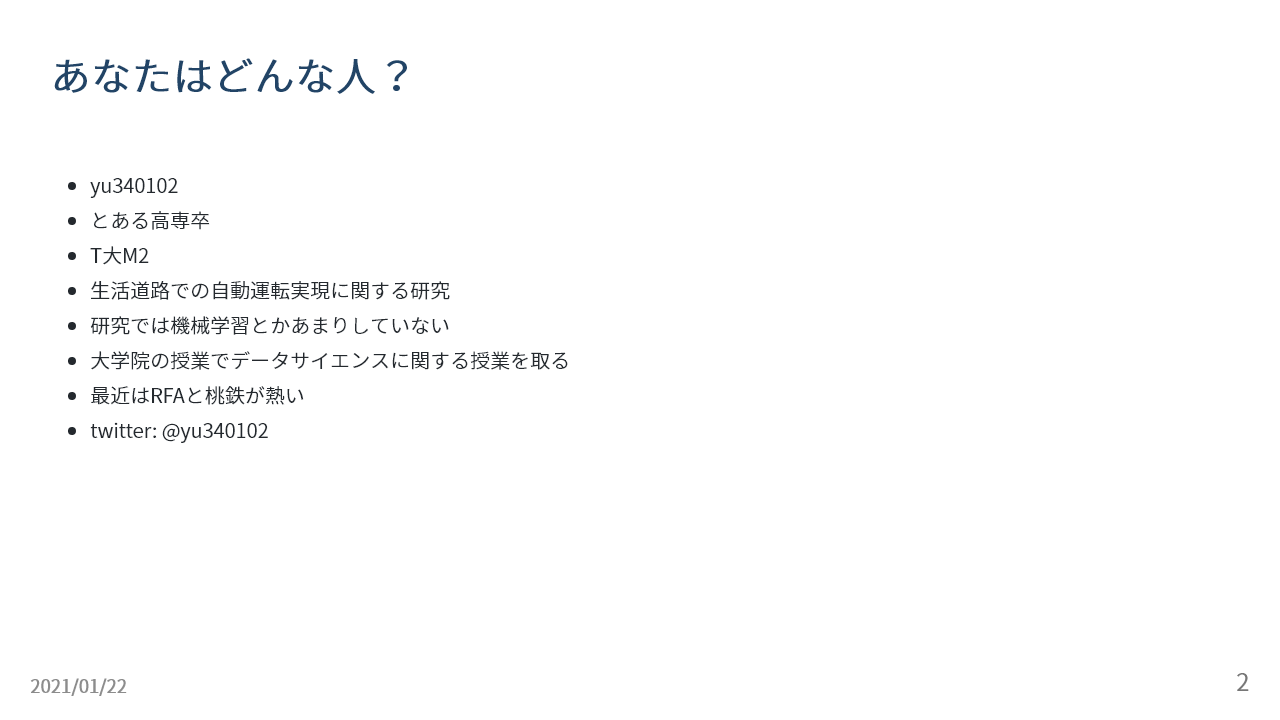 あなたはどんな人？
yu340102
とある高専卒
T大M2
生活道路での自動運転実現に関する研究
研究では機械学習とかあまりしていない
大学院の授業でデータサイエンスに関する授業を取る
最近はRFAと桃鉄が熱い
twitter: @yu340102
2021/01/22
2